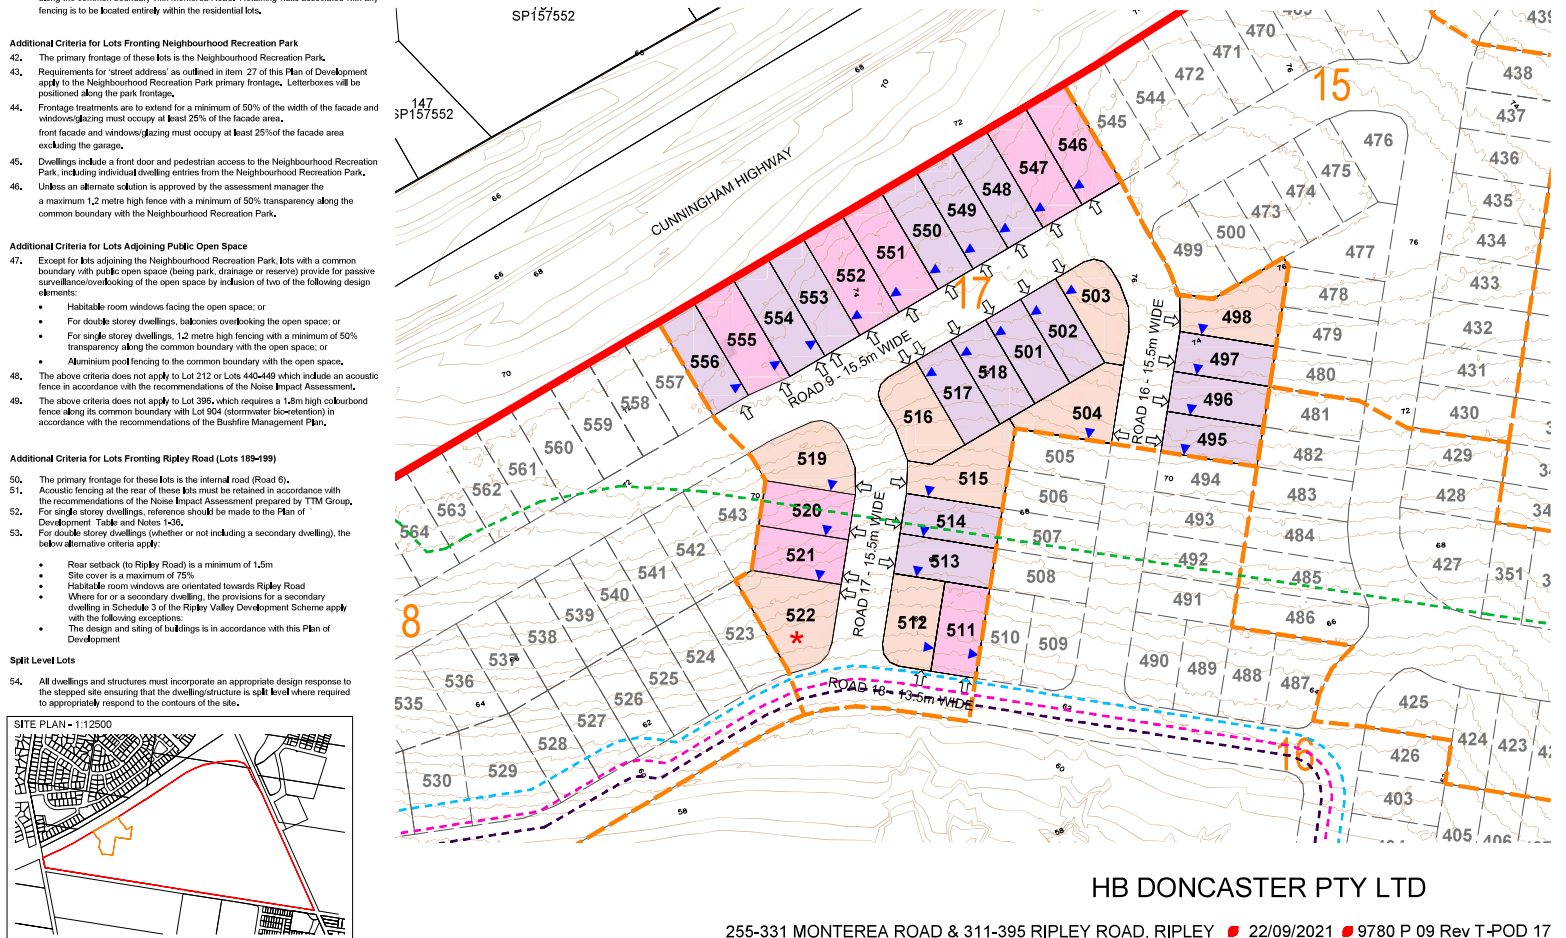 fencing is to be located entirely within the residential lots.
Additional Criteria for Lots Fronting Neighbourhood Recreation Park
42. The primary frontage of these lots is the Neighbourhood Recreation Park.
43. Requirements for 'street address' as outlined in item 27 of this Plan of Development
apply to the Neighbourhood Recreation Park primary frontage. Letterboxes will be
positioned along the park frontage.
44. Frontage treatments are to extend for a minimum of 50% of the width of the facade and
windows/glazing must occupy at least 25% of the facade area.
front facade and windows/glazing must occupy at least 25%of the facade area
excluding the garage.
45. Dwellings include a front door and pedestrian access to the Neighbourhood Recreation
Park, including individual dwelling entries from the Neighbourhood Recreation Park.
46. Unless an alternate solution is approved by the assessment manager the
a maximum 1.2 metre high fence with a minimum of 50% transparency along the
common boundary with the Neighbourhood Recreation Park.
Additional Criteria for Lots Adjoining Public Open Space
47. Except for lots adjoining the Neighbourhood Recreation Park, lots with a common
boundary with public open space (being park, drainage or reserve) provide for passive
surveillance/overlooking of the open space by inclusion of two of the following design
elements:
• Habitable room windows facing the open space; or
• For double storey dwellings, balconies overlooking the open space; or
• For single storey dwellings, 1.2 metre high fencing with a minimum of 50%
transparency along the common boundary with the open space; or
• Aluminium pool fencing to the common boundary with the open space.
48. The above criteria does not apply to Lot 212 or Lots 440-449 which include an acoustic
fence in accordance with the recommendations of the Noise Impact Assessment.
49. The above criteria does not apply to Lot 396, which requires a 1.8m high colourbond
fence along its common boundary with Lot 904 (stormwater bio-retention) in
accordance with the recommendations of the Bushfire Management Plan.
Additional Criteria for Lots Fronting Ripley Road (Lots 189-199)
50. The primary frontage for these lots is the internal road (Road 6).
51. Acoustic fencing at the rear of these lots must be retained in accordance with
the recommendations of the Noise Impact Assessment prepared by TTM Group.
52. For single storey dwellings, reference should be made to the Plan of
Development Table and Notes 1-36.
53. For double storey dwellings (whether or not including a secondary dwelling), the
below alternative criteria apply:
• Rear setback (to Ripley Road) is a minimum of 1.5m
• Site cover is a maximum of 75%
• Habitable room windows are orientated towards Ripley Road
• Where for or a secondary dwelling, the provisions for a secondary
dwelling in Schedule 3 of the Ripley Valley Development Scheme apply
with the following exceptions:
• The design and siting of buildings is in accordance with this Plan of
Development
Split Level Lots
54. All dwellings and structures must incorporate an appropriate design response to
the stepped site ensuring that the dwelling/structure is split level where required
to appropriately respond to the contours of the site.
SITE PLAN - 1:12500
SP157552
147
SP157552
CUNNINGHAM HIGHWAY
ROAD 9 - 15.5m WIDE
ROAD 16 - 15.5m WIDE
ROAD 17 - 15.5m WIDE
ROAD 18 - 13.5m WIDE
15
17
8
16
546
547
548
549
550
551
552
553
554
555
556
503
502
501
518
517
516
504
498
497
496
495
519
520
521
522
515
514
513
512
511
470
471
472
544
545
438
437
436
435
434
433
432
431
430
429
428
427
351
476
475
474
473
500
499
477
478
479
480
481
482
483
484
485
486
494
493
492
491
490
489
488
487
505
506
507
508
509
510
557
558
559
560
561
562
563
564
543
542
541
540
539
538
537
536
535
523
524
525
526
527
528
529
530
425
426
424
423
403
405
HB DONCASTER PTY LTD
255-331 MONTEREA ROAD & 311-395 RIPLEY ROAD, RIPLEY 22/09/2021 9780 P 09 Rev T-POD 17